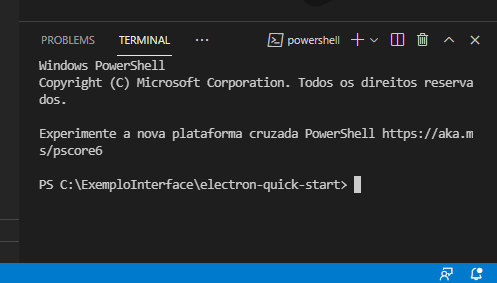 PROBLEMS TERMINAL ··· powershell
Windows PowerShell
Copyright (C) Microsoft Corporation. Todos os direitos reserva
dos.
Experimente a nova plataforma cruzada PowerShell https://aka.m
s/pscore6
PS C:\ExemploInterface\electron-quick-start>